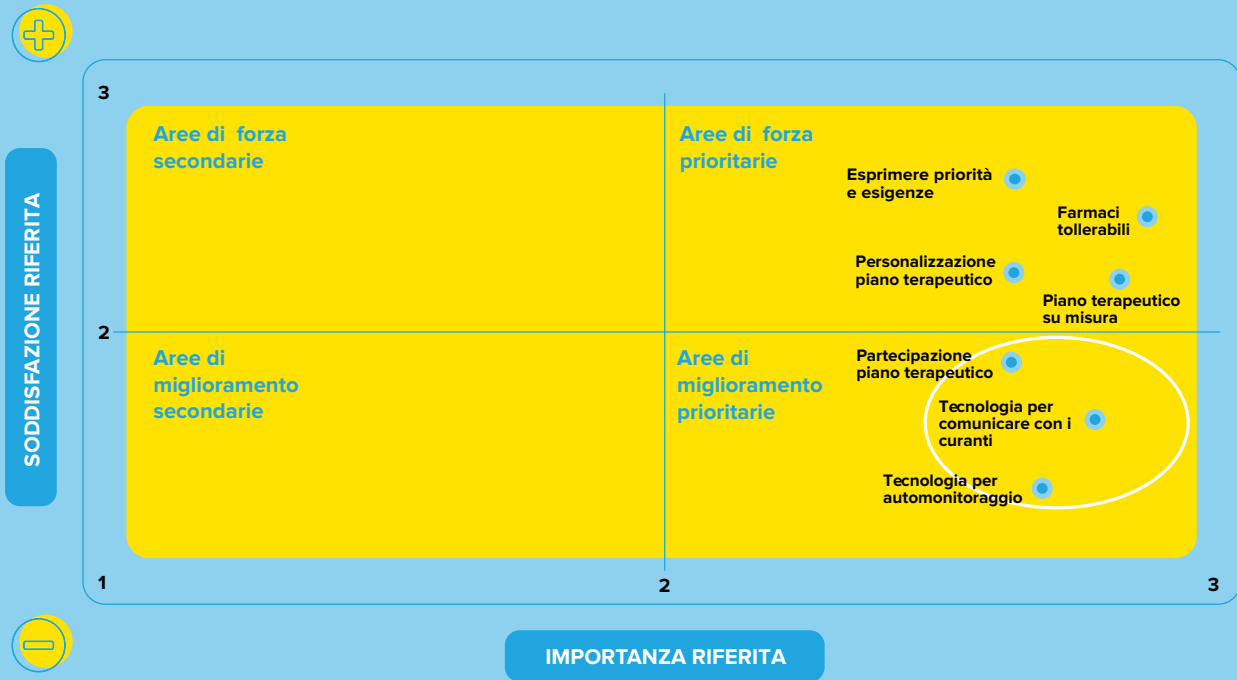 3
Aree di forza
secondarie
Aree di forza
prioritarie
Esprimere priorità
e esigenze
Farmaci
tollerabili
Personalizzazione
piano terapeutico
Piano terapeutico
su misura
SODDISFAZIONE RIFERITA
2
Aree di
miglioramento
secondarie
Aree di
miglioramento
prioritarie
Partecipazione
piano terapeutico
Tecnologia per
comunicare con i
curanti
Tecnologia per
automonitoraggio
1
2
3
IMPORTANZA RIFERITA